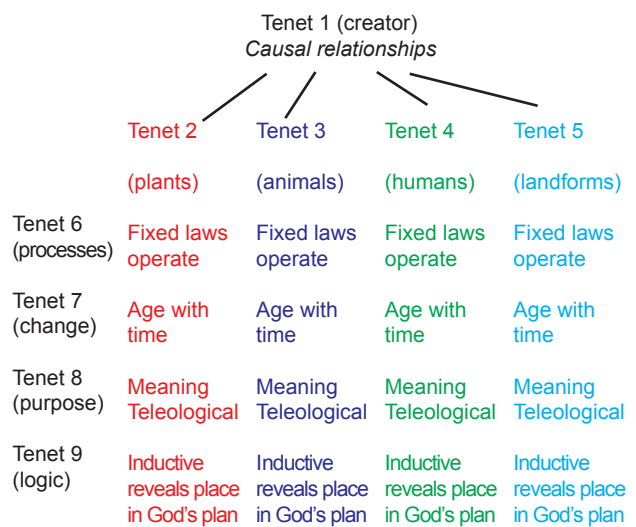 Tenet 1 (creator)
Causal relationships
Tenet 2 Tenet 3 Tenet 4 Tenet 5
(plants) (animals) (humans) (landforms)
Tenet 6
(processes)
Fixed laws
operate
Fixed laws
operate
Fixed laws
operate
Fixed laws
operate
Tenet 7
(change)
Age with
time
Age with
time
Age with
time
Age with
time
Tenet 8
(purpose)
Meaning
Teleological
Meaning
Teleological
Meaning
Teleological
Meaning
Teleological
Tenet 9
(logic)
Inductive
reveals place
in God's plan
Inductive
reveals place
in God's plan
Inductive
reveals place
in God's plan
Inductive
reveals place
in God's plan